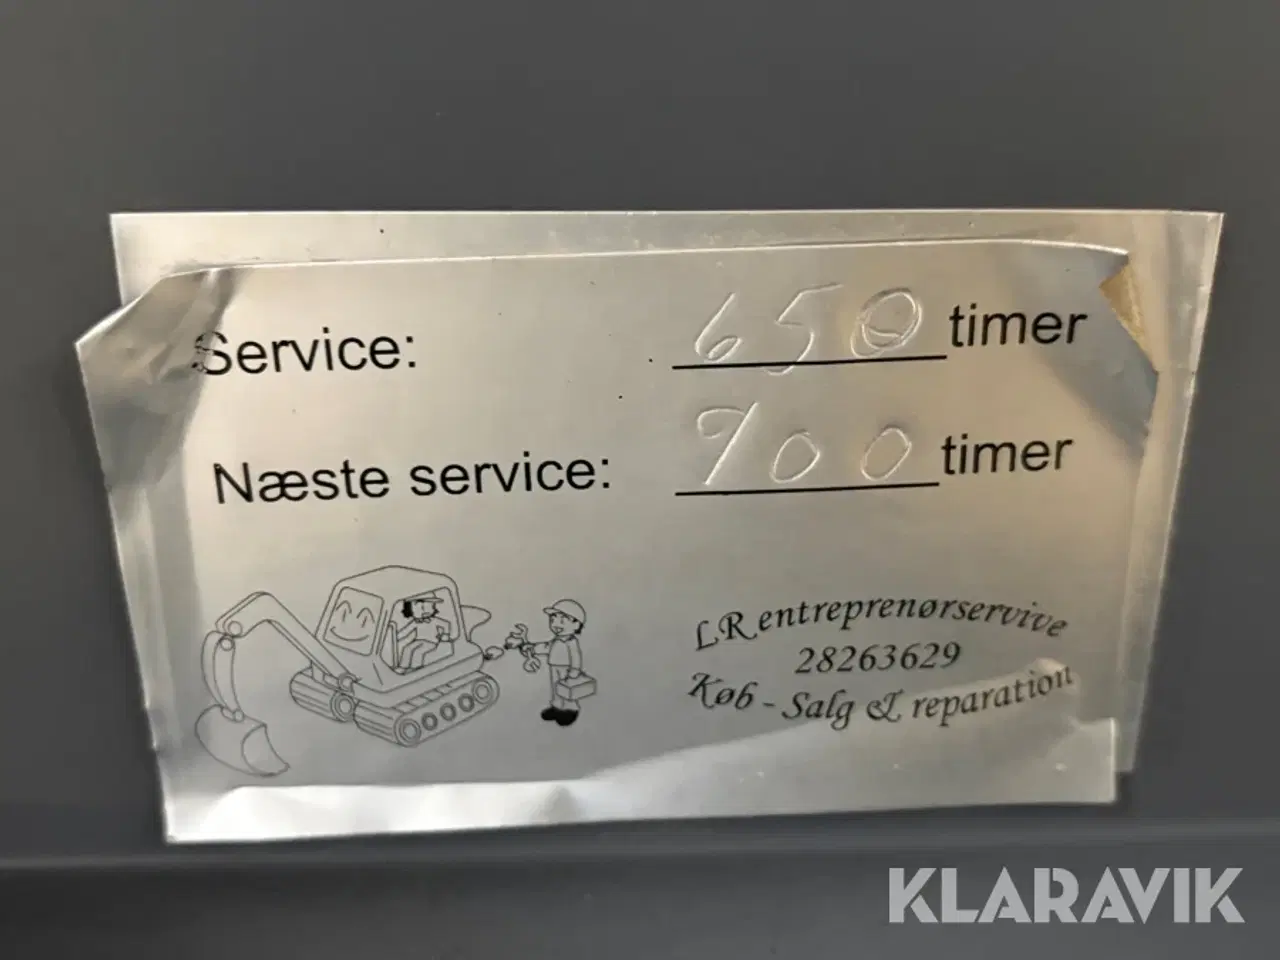 Service: 650 timer
Næste service: 900 timer
LR entreprenørservive
28263629
Køb - Salg & reparation
KLARAVIK